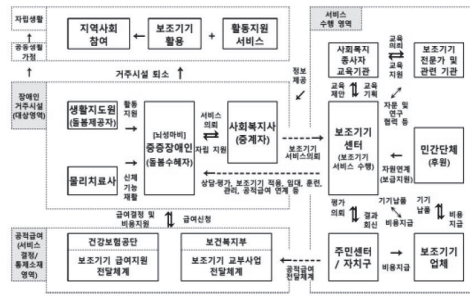 자립생활
공동생활
가정
지역사회
참여
보조기기
활용
+
활동지원
서비스
거주시설 퇴소
장애인
거주시설
(대상영역)
생활지도원
(돌봄제공자)
물리치료사
활동
지원
신체
기능
재활
[뇌성마비]
중증장애인
(돌봄수혜자)
서비스
의뢰
자립 지원
사회복지사
(중계자)
정보
제공
보조기기
서비스의뢰
상담·평가, 보조기기 적용, 임대, 훈련,
관리, 공적급여 연계 등
급여결정 및
비용지원
급여신청
공적급여
(서비스
결정/
통제소재
영역)
건강보험공단
보조기기 급여지원
전달체계
보건복지부
보조기기 교부사업
전달체계
공적급여
전달체계
서비스
수행 영역
사회복지
종사자
교육기관
교육
의뢰
교육
지원
보조기기
전문가 및
관련 기관
교육
제안
교육
기획
자문 및
연구
협력 등
보조기기
센터
(보조기기
서비스 수행)
민간단체
(후원)
자원연계
(보급지원)
평가
의뢰
결과
회신
기기납품
비용지급
기기
납품
비용
지급
주민센터
/
자치구
비용지급
보조기기
업체